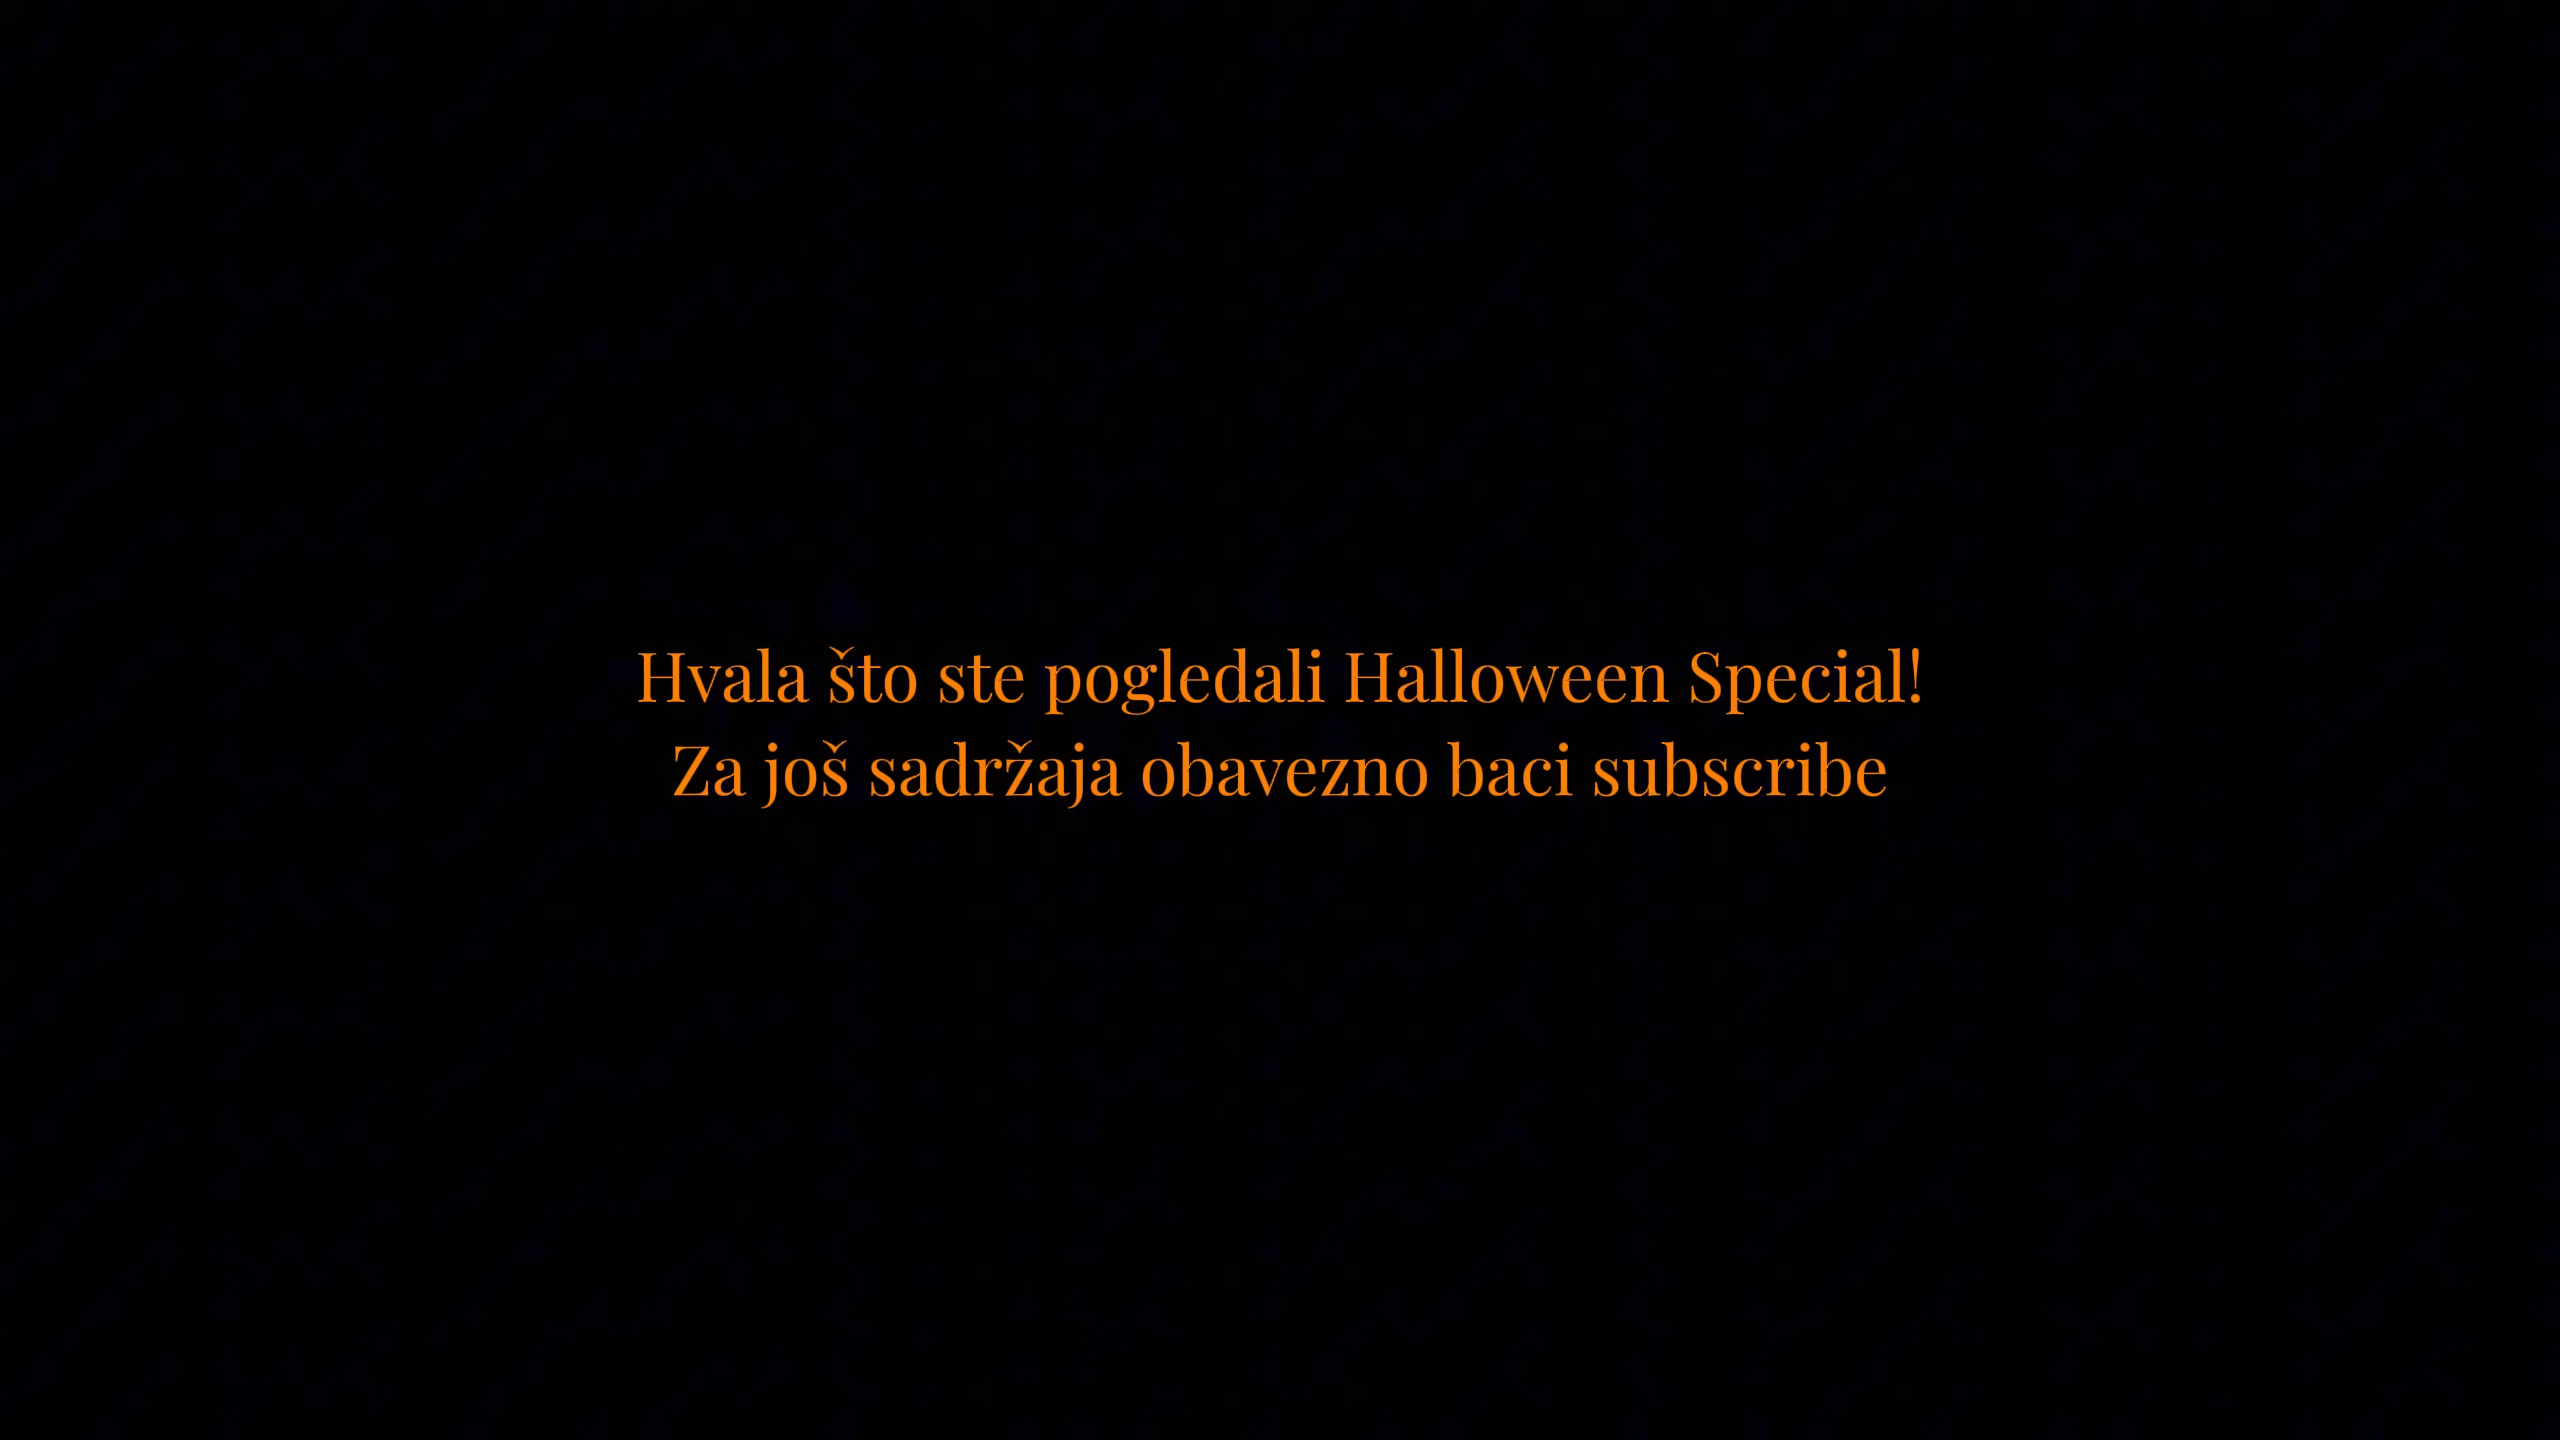 Hvala što ste pogledali Halloween Special!
Za još sadržaja obavezno baci subscribe